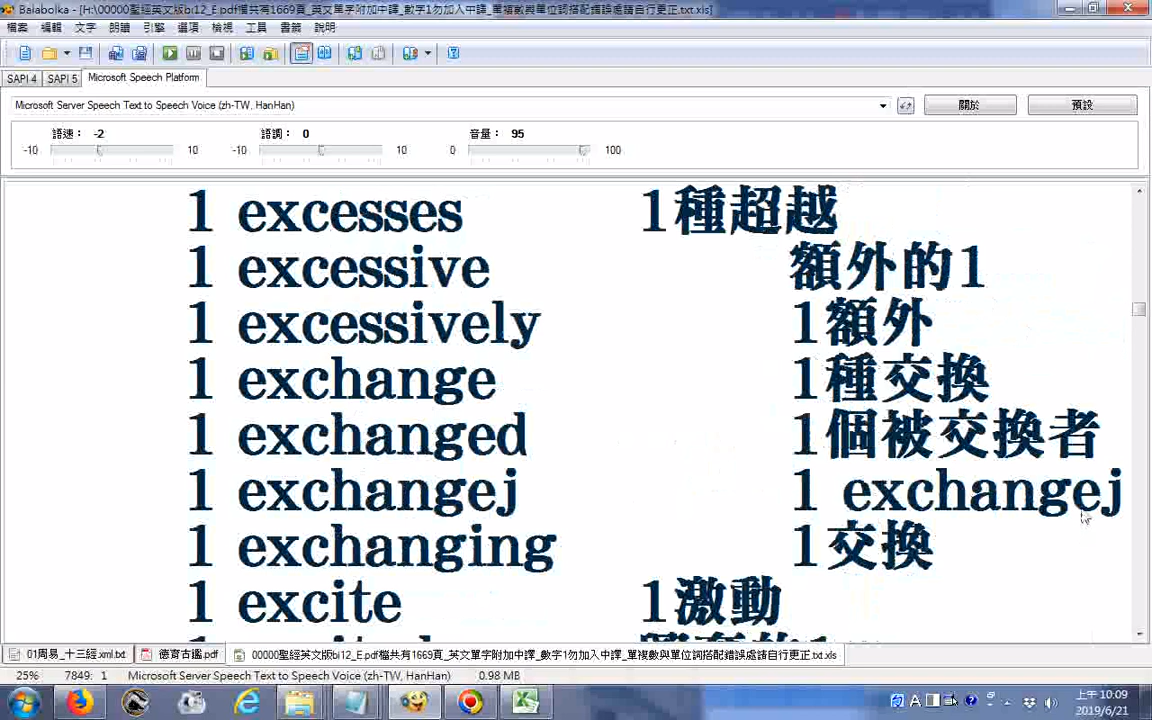 Balabolka - [H:\00000聖經英文版bi12_E.pdf檔共有1669頁_英文單字附加中譯_數字1勿加入中譯_單複數與單位詞搭配錯誤處請自行更正.txt.xls]
檔案 編輯 文字 朗讀 引擎 選項 檢視 工具 書籤 說明
SAPI 4 SAPI 5 Microsoft Speech Platform
Microsoft Server Speech Text to Speech Voice (zh-TW, HanHan) 關於 預設
語速： -2 語調： 0 音量： 95
-10 10 -10 10 0 100
1 excesses 1種超越
1 excessive 額外的1
1 excessively 1額外
1 exchange 1種交換
1 exchanged 1個被交換者
1 exchangej 1 exchangej
1 exchanging 1交換
1 excite 1激動
01周易_十三經.xml.txt 德育古鑑.pdf 00000聖經英文版bi12_E.pdf檔共有1669頁_英文單字附加中譯_數字1勿加入中譯_單複數與單位詞搭配錯誤處請自行更正.txt.xls
25% 7849: 1 Microsoft Server Speech Text to Speech Voice (zh-TW, HanHan) 0.98 MB
上午 10:09
2019/6/21